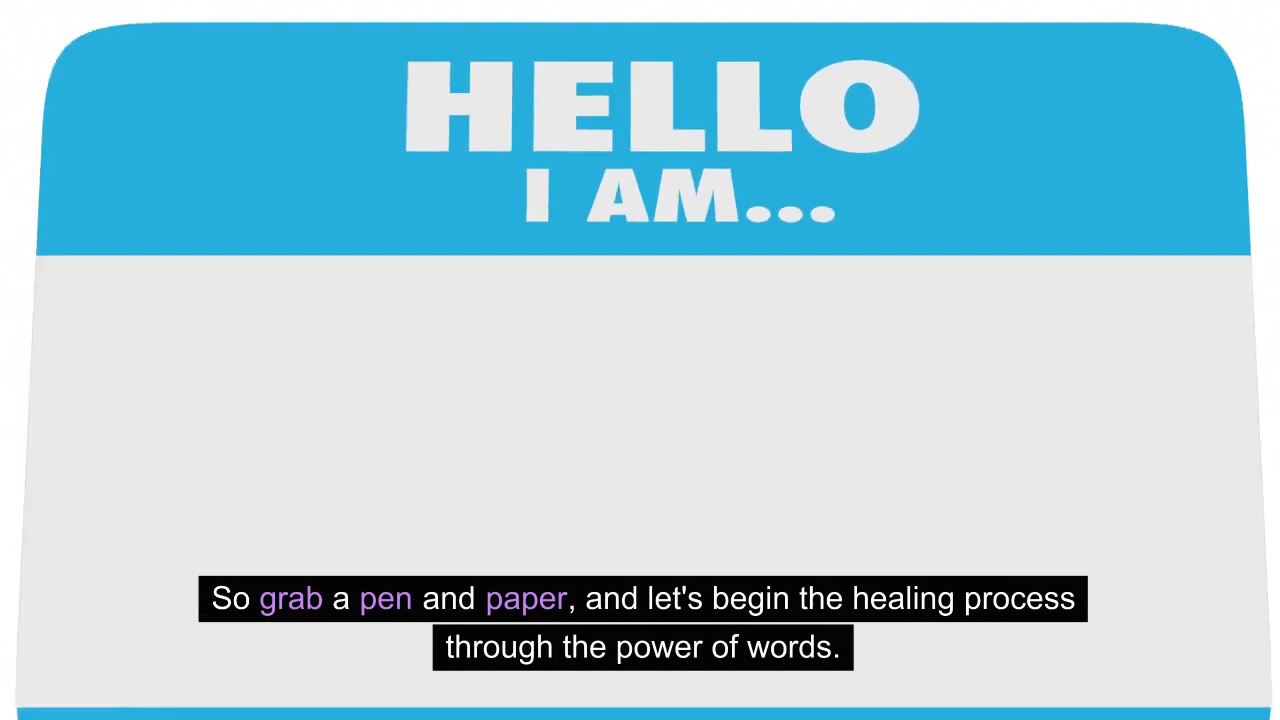 HELLO
I AM...
So grab a pen and paper, and let's begin the healing process
through the power of words.